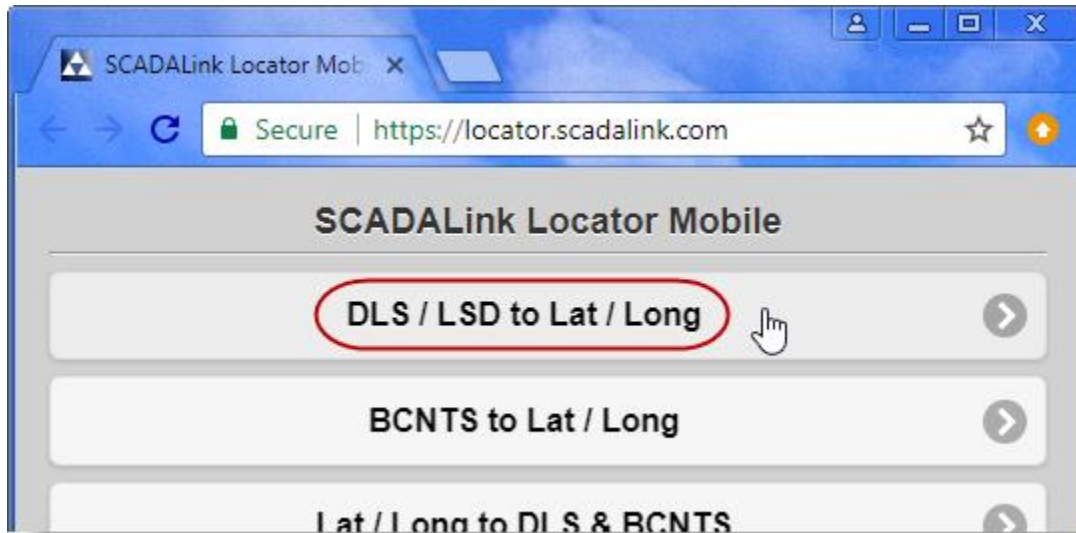 SCADALink Locator Mob
Secure | https://locator.scadalink.com
SCADALink Locator Mobile
DLS / LSD to Lat / Long
BCNTS to Lat / Long
Lat / Long to DLS & BCNTS